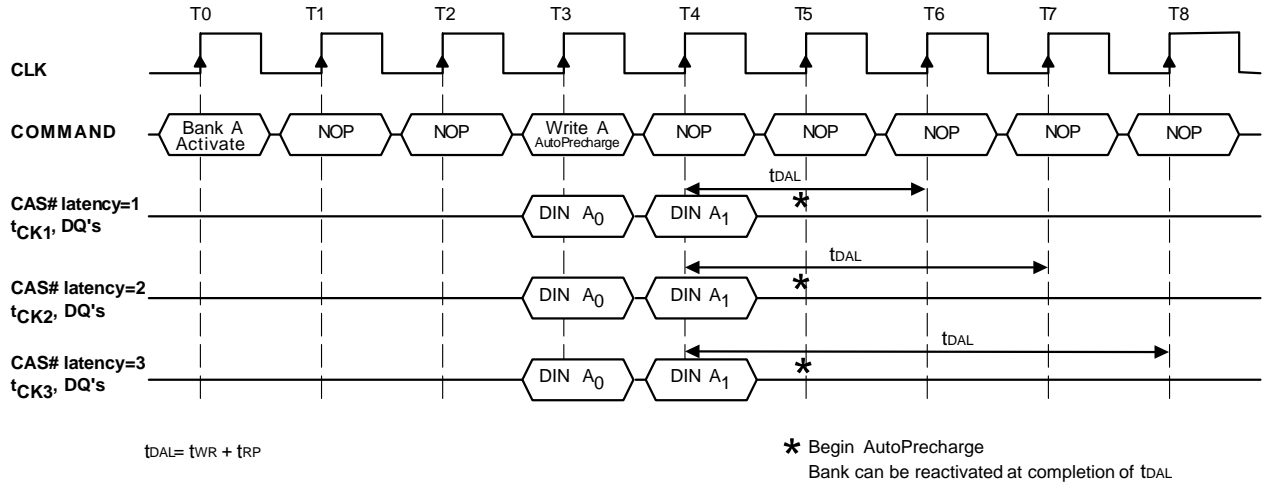 T0 T1 T2 T3 T4 T5 T6 T7 T8
CLK
COMMAND
Bank A
Activate
NOP
NOP
Write A
AutoPrecharge
NOP
NOP
NOP
NOP
NOP
tDAL
*
CAS# latency=1
tCK1, DQ's
DIN A0
DIN A1
tDAL
*
CAS# latency=2
tCK2, DQ's
DIN A0
DIN A1
tDAL
*
CAS# latency=3
tCK3, DQ's
DIN A0
DIN A1
tDAL= tWR + tRP
* Begin AutoPrecharge
Bank can be reactivated at completion of tDAL